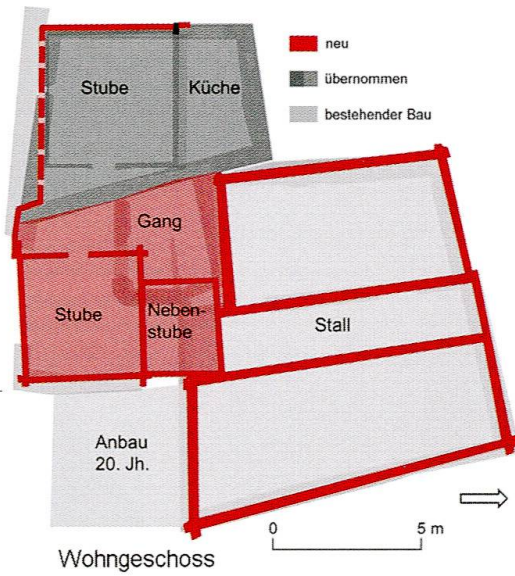 neu
übernommen
bestehender Bau
Stube
Küche
Gang
Stube
Neben-
stube
Stall
Anbau
20. Jh.
0
5 m
Wohngeschoss